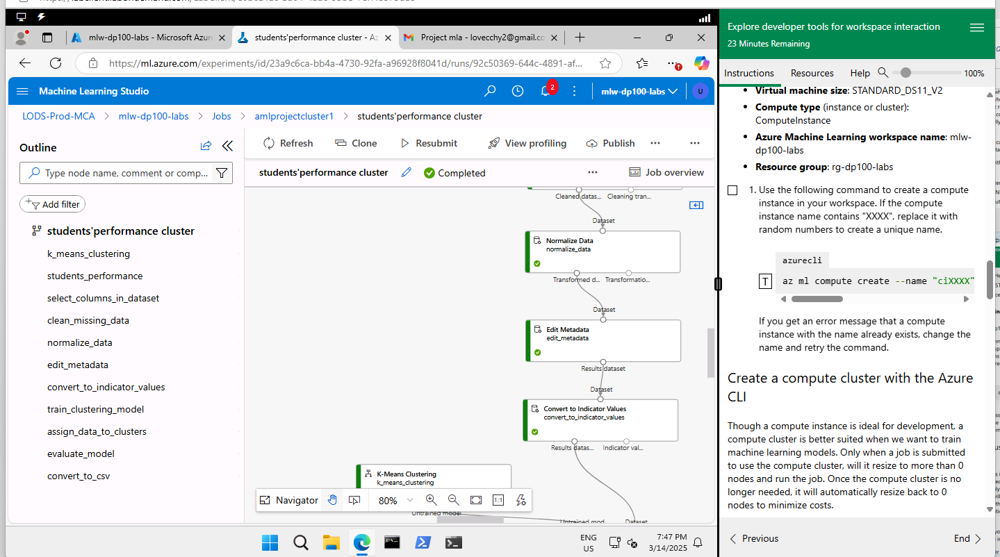 mlw-dp100-labs - Microsoft Azure
students'performance cluster - Az
Project mla - lovecchy2@gmail.co
https://ml.azure.com/experiments/id/23a9c6ca-bb4a-4730-92fa-a96928f8041d/runs/92c50369-644c-4891-af...
Machine Learning Studio
2
mlw-dp100-labs
U
LODS-Prod-MCA > mlw-dp100-labs > Jobs > amlprojectcluster1 > students'performance cluster
Outline
Type node name, comment or comp...
Add filter
students'performance cluster
k_means_clustering
students_performance
select_columns_in_dataset
clean_missing_data
normalize_data
edit_metadata
convert_to_indicator_values
train_clustering_model
assign_data_to_clusters
evaluate_model
convert_to_csv
Refresh
Clone
Resubmit
View profiling
Publish
students'performance cluster
Completed
Job overview
Cleaned datas... Cleaning tran...
Dataset
Normalize Data
normalize_data
Transformed d... Transformatio...
Dataset
Edit Metadata
edit_metadata
Results dataset
Dataset
Convert to Indicator Values
convert_to_indicator_values
Results datas... Indicator val...
K-Means Clustering
k_means_clustering
Navigator
80%
1:1
Untrained model
Untrained mod...
Dataset
ENG
US
7:47 PM
3/14/2025
Explore developer tools for workspace interaction
23 Minutes Remaining
Instructions Resources Help 100%
• Virtual machine size: STANDARD_DS11_V2
• Compute type (instance or cluster):
ComputeInstance
• Azure Machine Learning workspace name: mlw-
dp100-labs
• Resource group: rg-dp100-labs
1. Use the following command to create a compute
instance in your workspace. If the compute
instance name contains "XXXX", replace it with
random numbers to create a unique name.
azurecli
T
az ml compute create --name "ciXXXX"
If you get an error message that a compute
instance with the name already exists, change the
name and retry the command.
Create a compute cluster with the Azure
CLI
Though a compute instance is ideal for development, a
compute cluster is better suited when we want to train
machine learning models. Only when a job is submitted
to use the compute cluster, will it resize to more than 0
nodes and run the job. Once the compute cluster is no
longer needed, it will automatically resize back to 0
nodes to minimize costs.
Previous
End